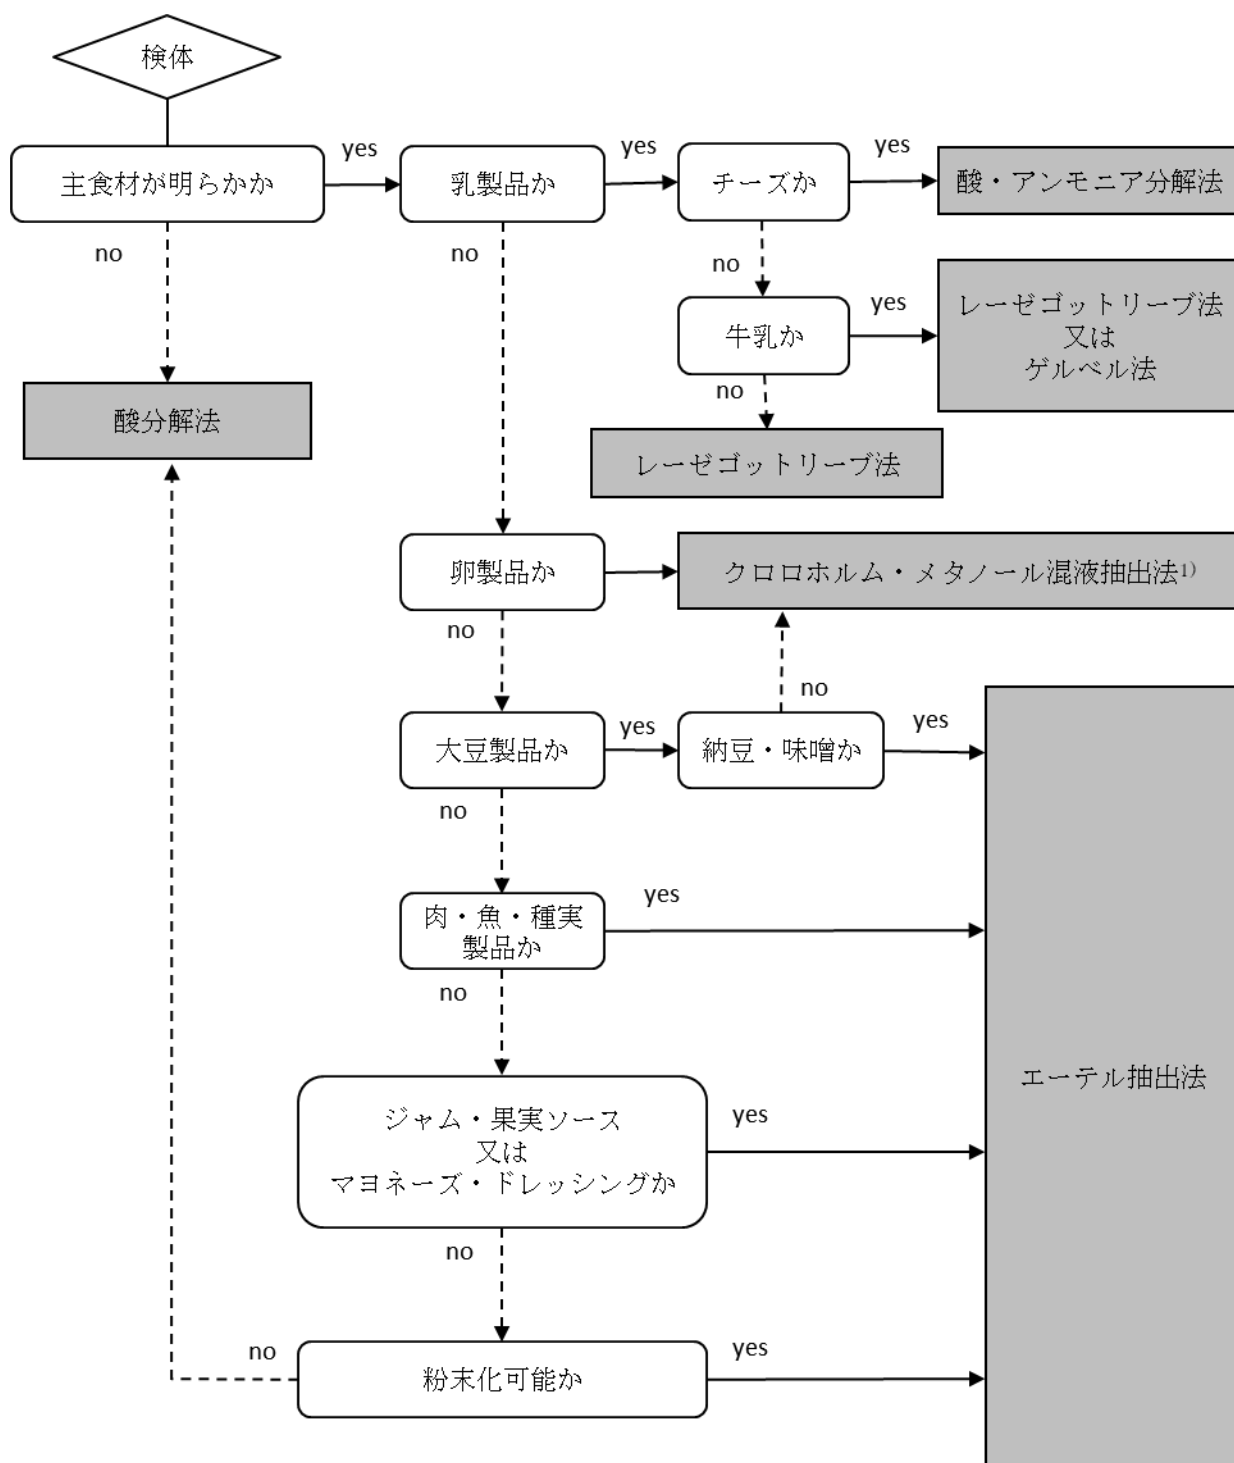 検体
主食材が明らかか
yes
乳製品か
yes
チーズか
yes
酸・アンモニア分解法
no
no
no
牛乳か
yes
レーゼゴットリーブ法
又は
ゲルベル法
no
酸分解法
レーゼゴットリーブ法
卵製品か
クロロホルム・メタノール混液抽出法1)
no
no
大豆製品か
yes
納豆・味噌か
yes
no
肉・魚・種実
製品か
yes
no
エーテル抽出法
ジャム・果実ソース
又は
マヨネーズ・ドレッシングか
yes
no
粉末化可能か
yes
no